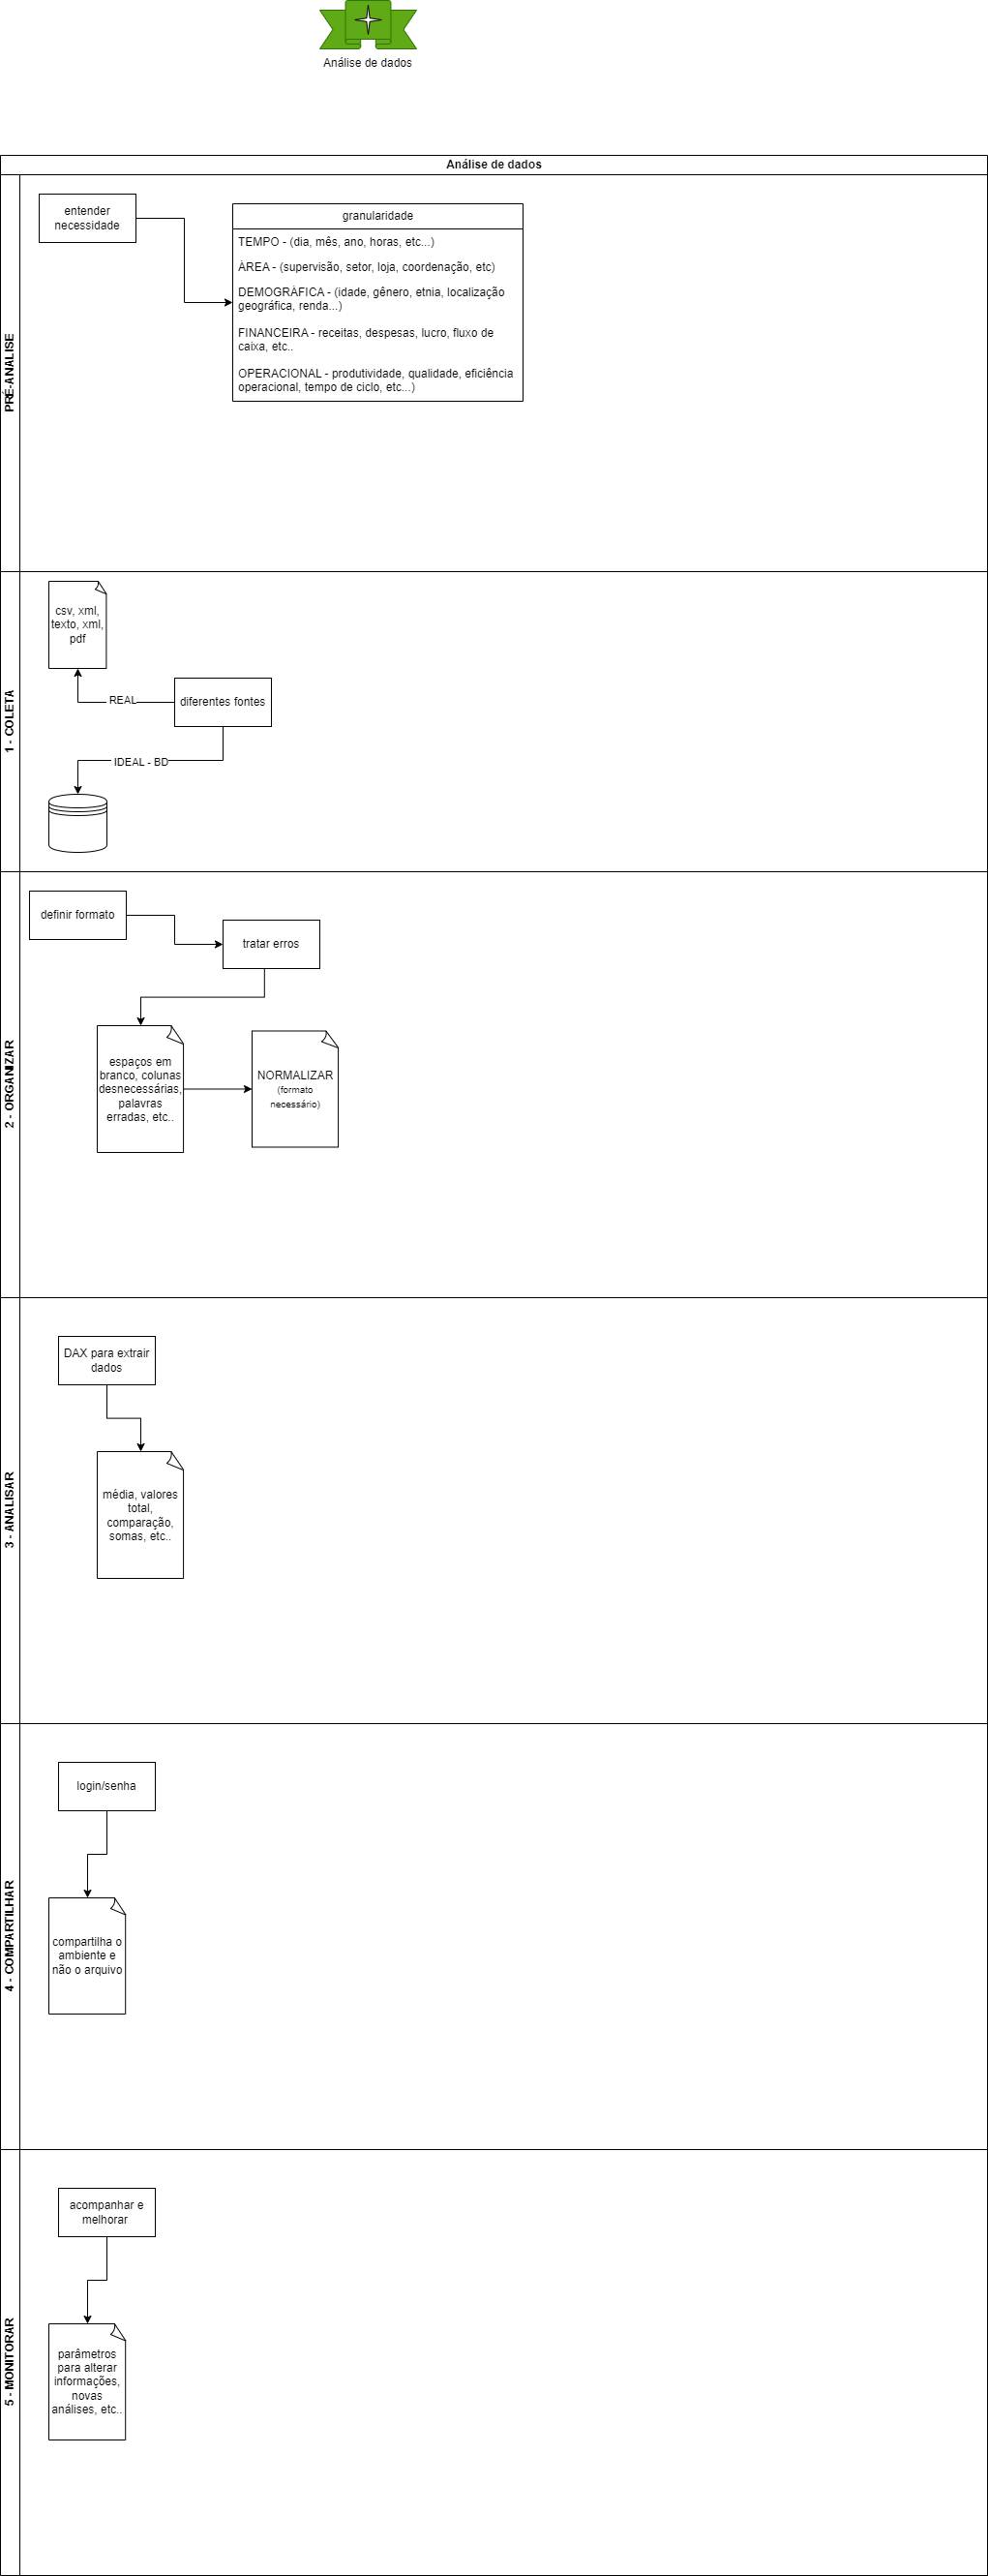 Análise de dados
Análise de dados
PRÉ-ANALISE
entender
necessidade
granularidade
TEMPO - (dia, mês, ano, horas, etc...)
ÁREA - (supervisão, setor, loja, coordenação, etc)
DEMOGRÁFICA - (idade, gênero, etnia, localização
geográfica, renda...)
FINANCEIRA - receitas, despesas, lucro, fluxo de
caixa, etc..
OPERACIONAL - produtividade, qualidade, eficiência
operacional, tempo de ciclo, etc...)
1 - COLETA
csv, xml,
texto, xml,
pdf
REAL
diferentes fontes
IDEAL - BD
2 - ORGANIZAR
definir formato
tratar erros
espaços em
branco, colunas
desnecessárias,
palavras
erradas, etc..
NORMALIZAR
(formato
necessário)
3 - ANALISAR
DAX para extrair
dados
média, valores
total,
comparação,
somas, etc..
4 - COMPARTILHAR
login/senha
compartilha o
ambiente e
não o arquivo
5 - MONITORAR
acompanhar e
melhorar
parâmetros
para alterar
informações,
novas
análises, etc..